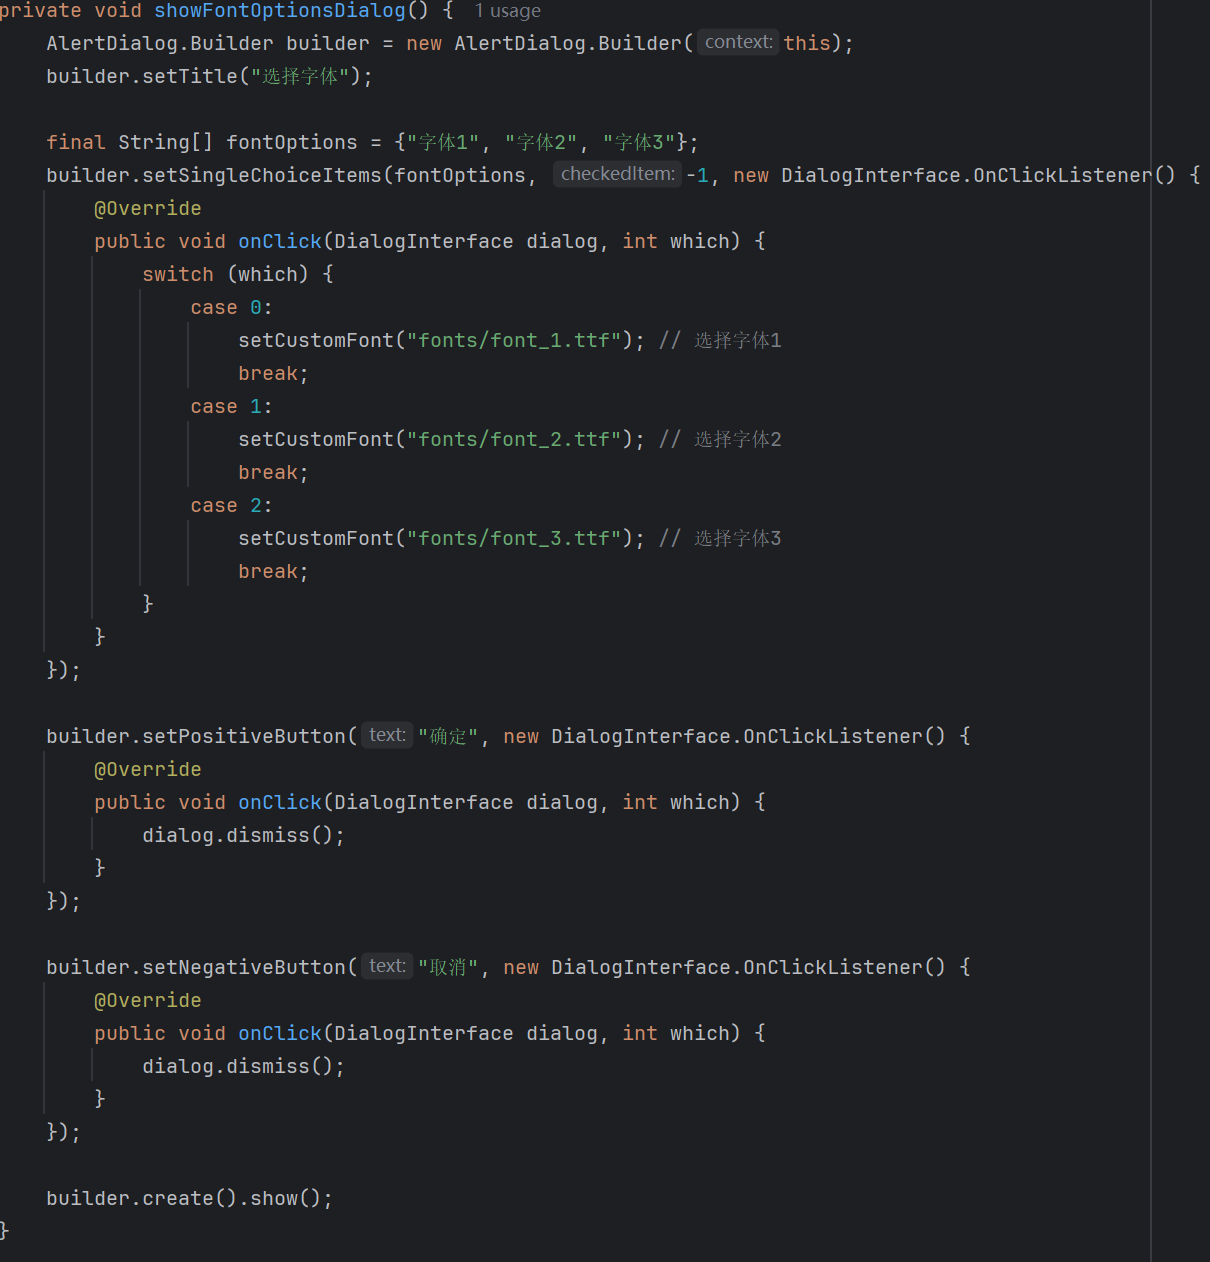 private void showFontOptionsDialog() { 1 usage
AlertDialog.Builder builder = new AlertDialog.Builder( context: this);
builder.setTitle("选择字体");
final String[] fontOptions = {"字体1", "字体2", "字体3"};
builder.setSingleChoiceItems(fontOptions, checkedItem: -1, new DialogInterface.OnClickListener() {
@Override
public void onClick(DialogInterface dialog, int which) {
switch (which) {
case 0:
setCustomFont("fonts/font_1.ttf"); // 选择字体1
break;
case 1:
setCustomFont("fonts/font_2.ttf"); // 选择字体2
break;
case 2:
setCustomFont("fonts/font_3.ttf"); // 选择字体3
break;
}
}
});
builder.setPositiveButton( text: "确定", new DialogInterface.OnClickListener() {
@Override
public void onClick(DialogInterface dialog, int which) {
dialog.dismiss();
}
});
builder.setNegativeButton( text: "取消", new DialogInterface.OnClickListener() {
@Override
public void onClick(DialogInterface dialog, int which) {
dialog.dismiss();
}
});
builder.create().show();
}